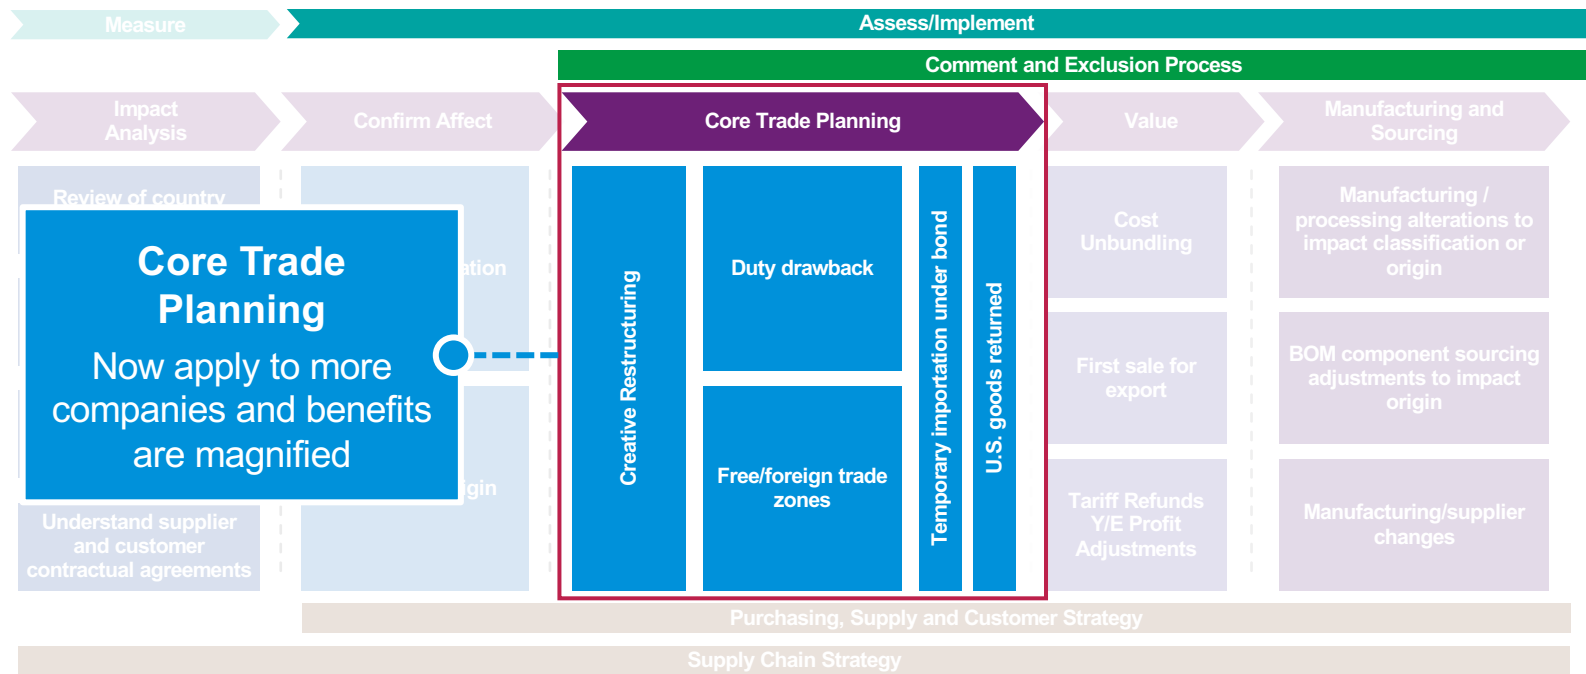 Measure
Assess/Implement
Comment and Exclusion Process
Impact
Analysis
Confirm Affect
Core Trade Planning
Value
Manufacturing and
Sourcing
Review of country
Core Trade
Planning
Now apply to more
companies and benefits
are magnified
Understand supplier
and customer
contractual agreements
Creative Restructuring
Duty drawback
Free/foreign trade
zones
Temporary importation under bond
U.S. goods returned
Cost
Unbundling
First sale for
export
Tariff Refunds
Y/E Profit
Adjustments
Manufacturing /
processing alterations to
impact classification or
origin
BOM component sourcing
adjustments to impact
origin
Manufacturing/supplier
changes
Purchasing, Supply and Customer Strategy
Supply Chain Strategy